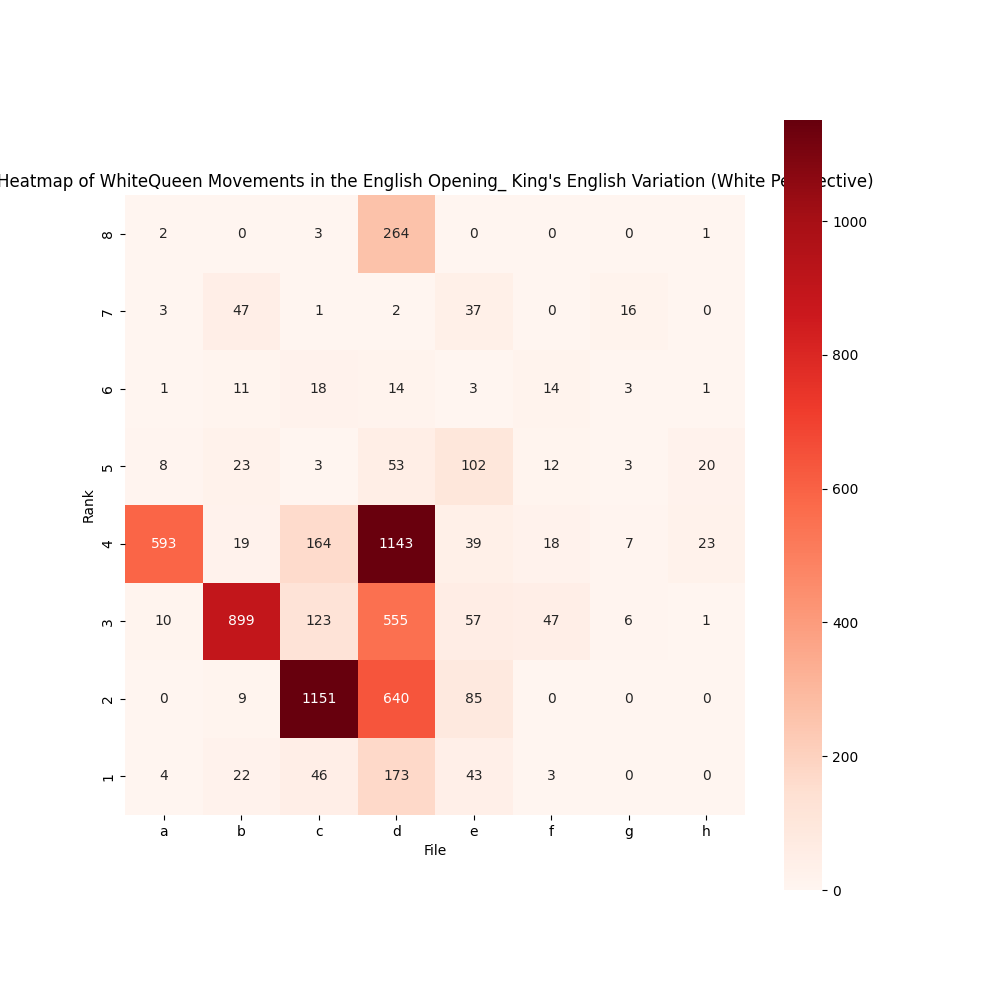 Heatmap of WhiteQueen Movements in the English Opening_ King's English Variation (White Pe ective)
1000
8 2 0 3 264 0 0 0 1
7 3 47 1 2 37 0 16 0
800
6 1 11 18 14 3 14 3 1
600
5 8 23 3 53 102 12 3 20
Rank
4 593 19 164 1143 39 18 7 23
400
3 10 899 123 555 57 47 6 1
2 0 9 1151 640 85 0 0 0
200
1 4 22 46 173 43 3 0 0
a b c d e f g h
File
0